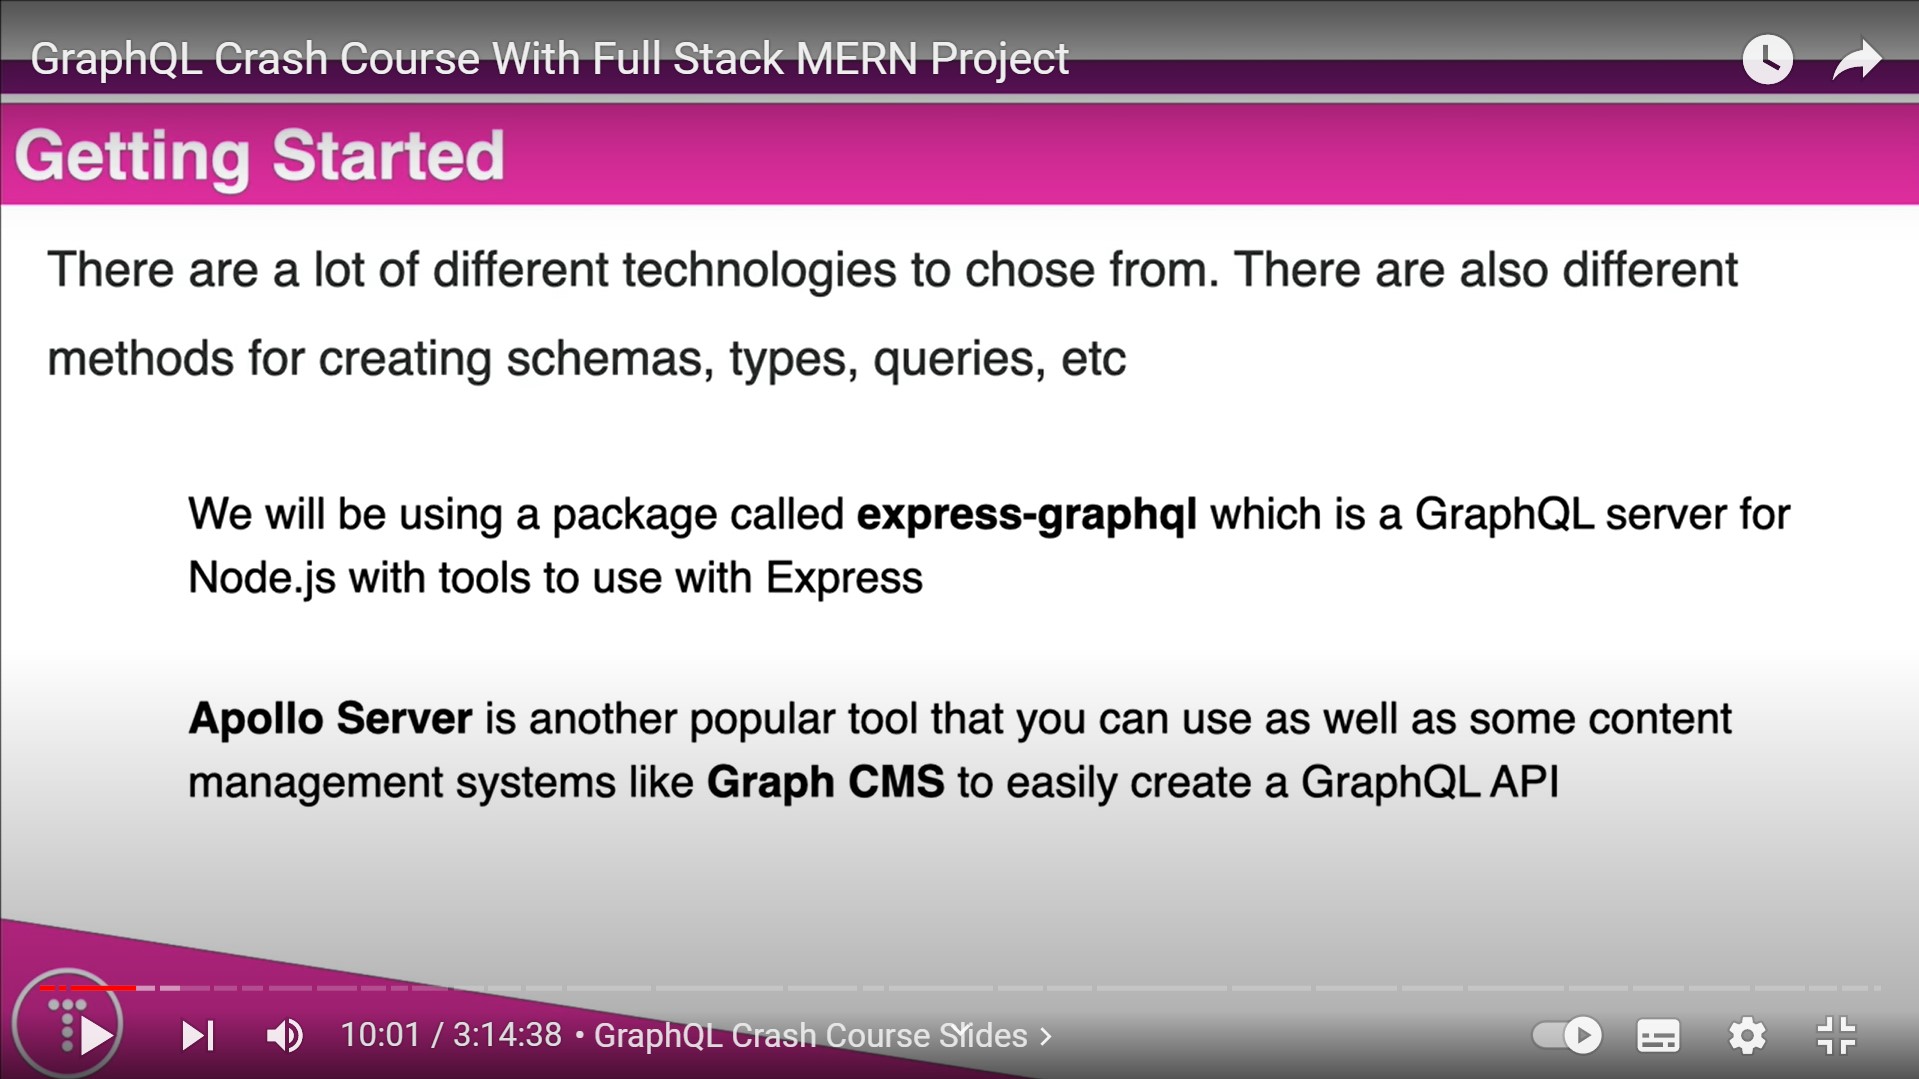 GraphQL Crash Course With Full Stack MERN Project
Getting Started
There are a lot of different technologies to chose from. There are also different
methods for creating schemas, types, queries, etc
We will be using a package called express-graphql which is a GraphQL server for
Node.js with tools to use with Express
Apollo Server is another popular tool that you can use as well as some content
management systems like Graph CMS to easily create a GraphQL API
10:01 / 3:14:38 • GraphQL Crash Course Slides